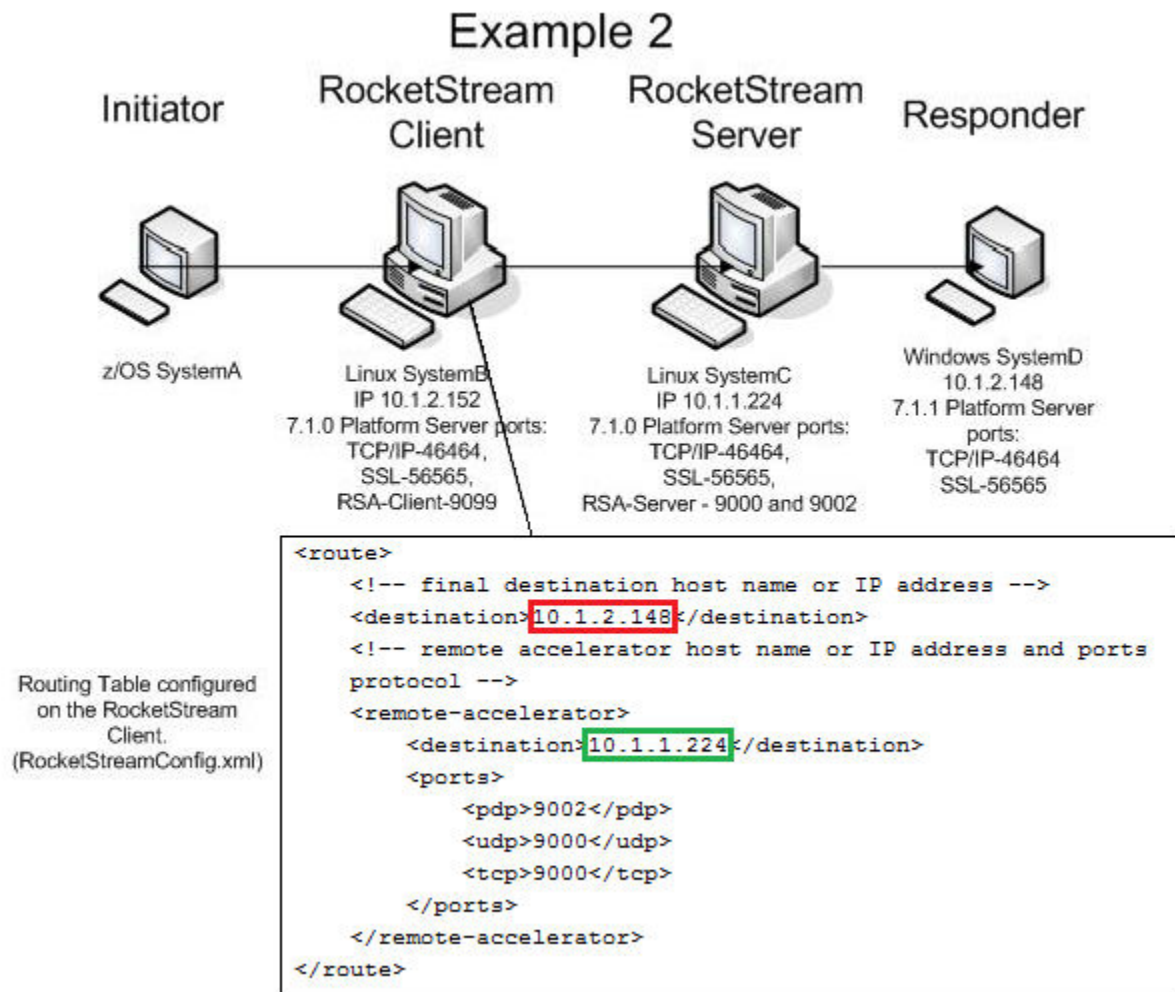 Example 2
Initiator
RocketStream
Client
RocketStream
Server
Responder
z/OS SystemA
Linux SystemB
IP 10.1.2.152
7.1.0 Platform Server ports:
TCP/IP-46464,
SSL-56565,
RSA-Client-9099
Linux SystemC
IP 10.1.1.224
7.1.0 Platform Server ports:
TCP/IP-46464,
SSL-56565,
RSA-Server - 9000 and 9002
Windows SystemD
10.1.2.148
7.1.1 Platform Server
ports:
TCP/IP-46464
SSL-56565
Routing Table configured
on the RocketStream
Client.
(RocketStreamConfig.xml)
<route>
<!-- final destination host name or IP address -->
<destination>10.1.2.148</destination>
<!-- remote accelerator host name or IP address and ports
protocol -->
<remote-accelerator>
<destination>10.1.1.224</destination>
<ports>
<pdp>9002</pdp>
<udp>9000</udp>
<tcp>9000</tcp>
</ports>
</remote-accelerator>
</route>